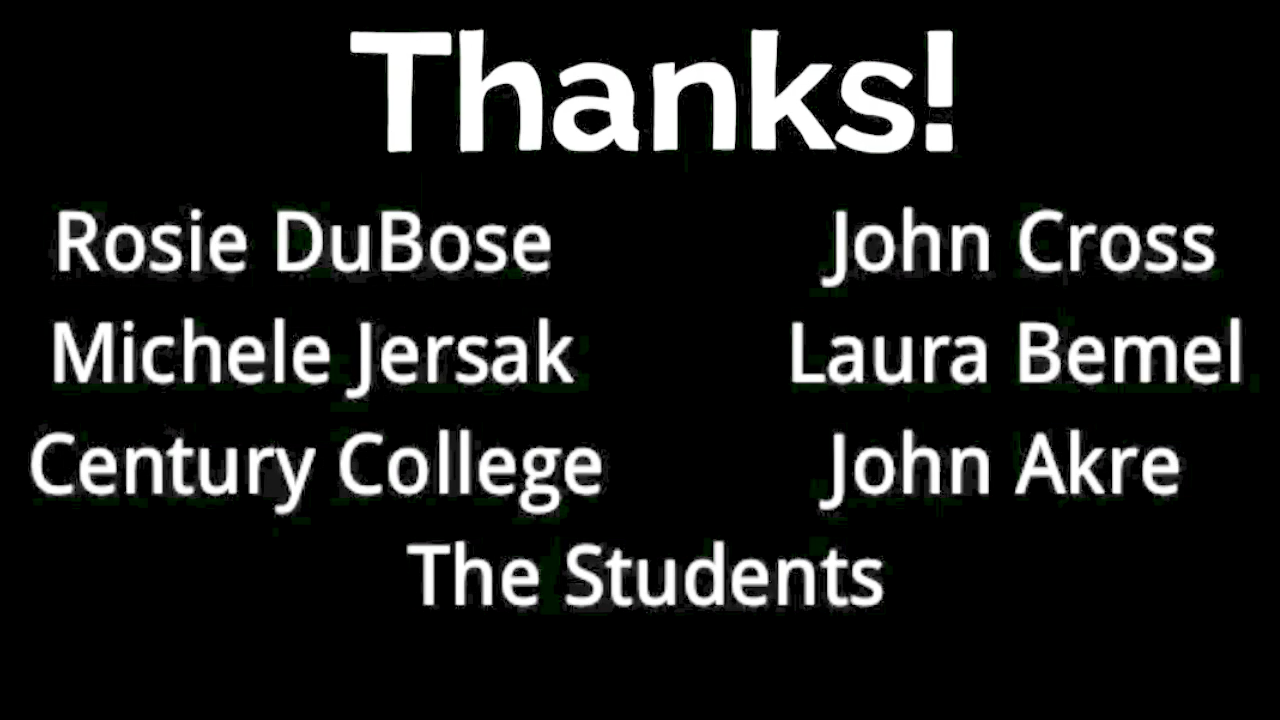 Thanks!
Rosie DuBose John Cross
Michele Jersak Laura Bemel
Century College John Akre
The Students